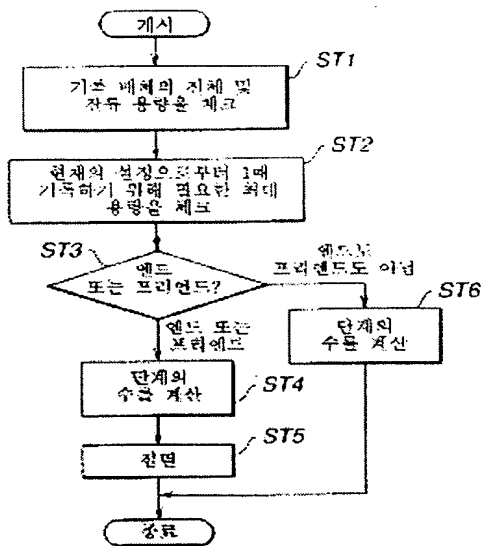 개시
ST1
기록 매체의 전체 및
잔류 용량을 체크
ST2
현재의 설정으로부터 1매
기록하기 위해 필요한 최대
용량을 체크
ST3
엔드
또는 프리엔드?
엔드도
프리엔드도 아님
ST6
단계의
수를 계산
엔드 또는
프리엔드
단계의
수를 계산
ST4
ST5
종료